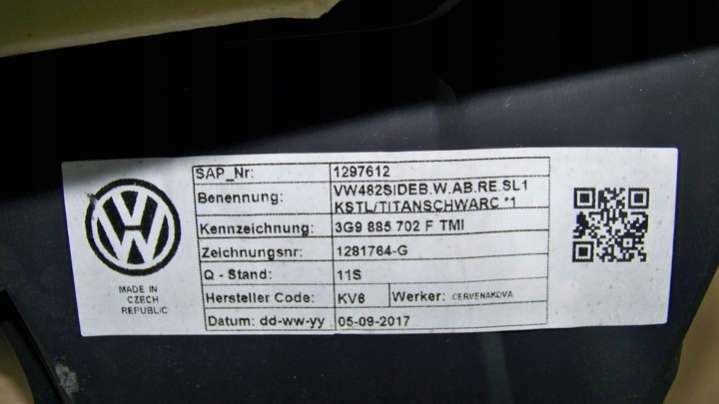 SAP_Nr: 1297612
Benennung: VW482SIDEB.W.AB.RE.SL1
KSTL/TITANSCHWARC *1
Kennzeichnung: 3G9 885 702 F TMI
Zeichnungsnr: 1281764-G
Q - Stand: 11S
Hersteller Code: KV6 Werker: CERVENAKOVA
Datum: dd-ww-yy 05-09-2017
VW
MADE IN
CZECH
REPUBLIC